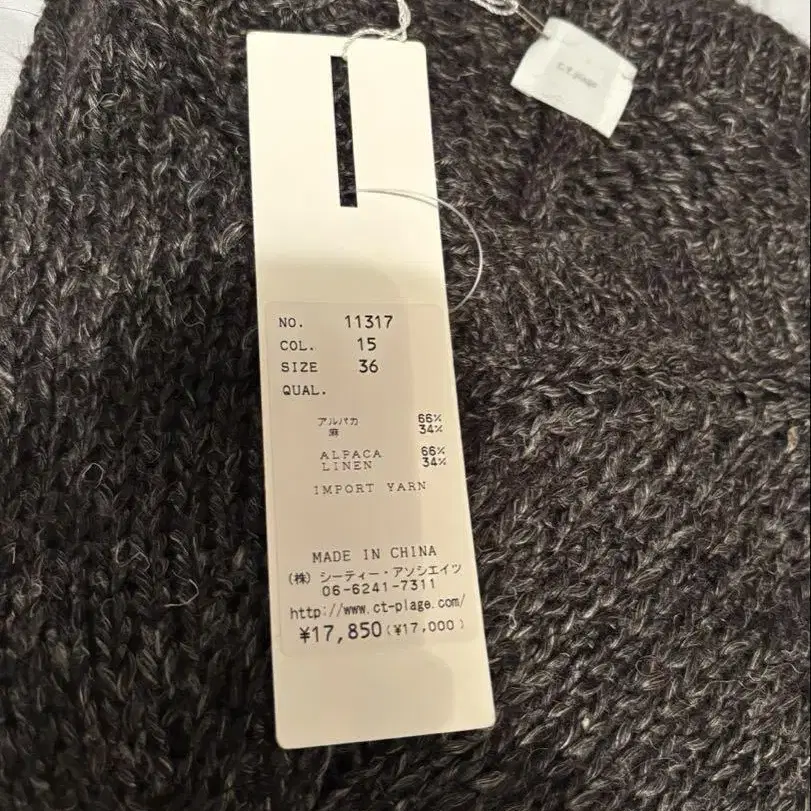 c.t.plage
NO. 11317
COL. 15
SIZE 36
QUAL.
アルパカ 66%
麻 34%
ALPACA 66%
LINEN 34%
IMPORT YARN
MADE IN CHINA
(株) シーティー・アソシエイツ
06-6241-7311
http://www.ct-plage.com/
¥17,850(¥17,000)